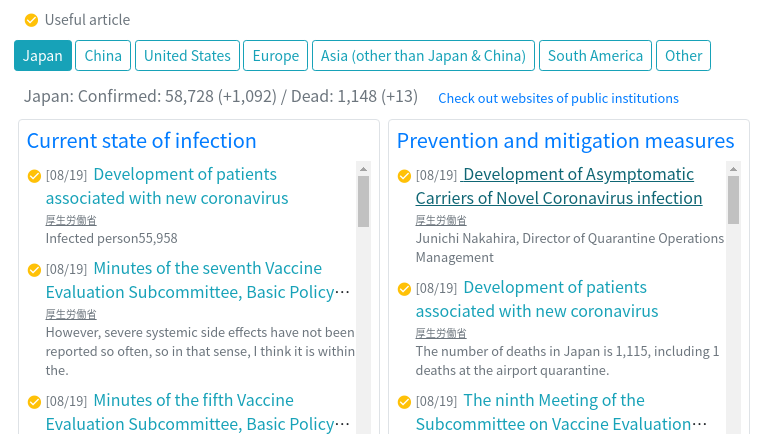 Useful article
Japan
China
United States
Europe
Asia (other than Japan & China)
South America
Other
Japan: Confirmed: 58,728 (+1,092) / Dead: 1,148 (+13)
Check out websites of public institutions
Current state of infection
[08/19] Development of patients
associated with new coronavirus
厚生労働省
Infected person55,958
[08/19] Minutes of the seventh Vaccine
Evaluation Subcommittee, Basic Policy…
厚生労働省
However, severe systemic side effects have not been
reported so often, so in that sense, I think it is within
the.
[08/19] Minutes of the fifth Vaccine
Evaluation Subcommittee, Basic Policy…
Prevention and mitigation measures
[08/19] Development of Asymptomatic
Carriers of Novel Coronavirus infection
厚生労働省
Junichi Nakahira, Director of Quarantine Operations
Management
[08/19] Development of patients
associated with new coronavirus
厚生労働省
The number of deaths in Japan is 1,115, including 1
deaths at the airport quarantine.
[08/19] The ninth Meeting of the
Subcommittee on Vaccine Evaluation…